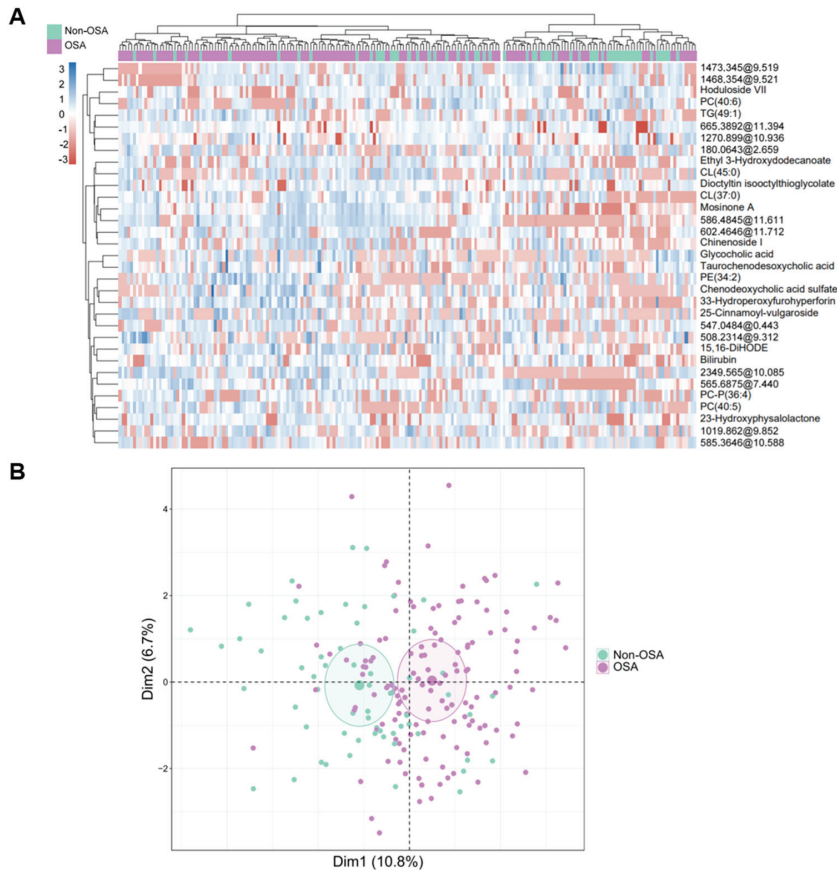 A
Non-OSA
OSA
3
2
1
0
-1
-2
-3
1473.345@9.519
1468.354@9.521
Hoduloside VII
PC(40:6)
TG(49:1)
665.3892@11.394
1270.899@10.936
180.0643@2.659
Ethyl 3-Hydroxydodecanoate
CL(45:0)
Dioctyltin isooctylthioglycolate
CL(37:0)
Mosinone A
586.4845@11.611
602.4646@11.712
Chinenoside I
Glycocholic acid
Taurochenodesoxycholic acid
PE(34:2)
Chenodeoxycholic acid sulfate
33-Hydroperoxyfurohyperforin
25-Cinnamoyl-vulgaroside
547.0484@0.443
508.2314@9.312
15,16-DiHODE
Bilirubin
2349.565@10.085
565.6875@7.440
PC-P(36:4)
PC(40:5)
23-Hydroxyphysalolactone
1019.862@9.852
585.3646@10.588
B
4
2
0
−2
Dim2 (6.7%)
Dim1 (10.8%)
Non-OSA
OSA